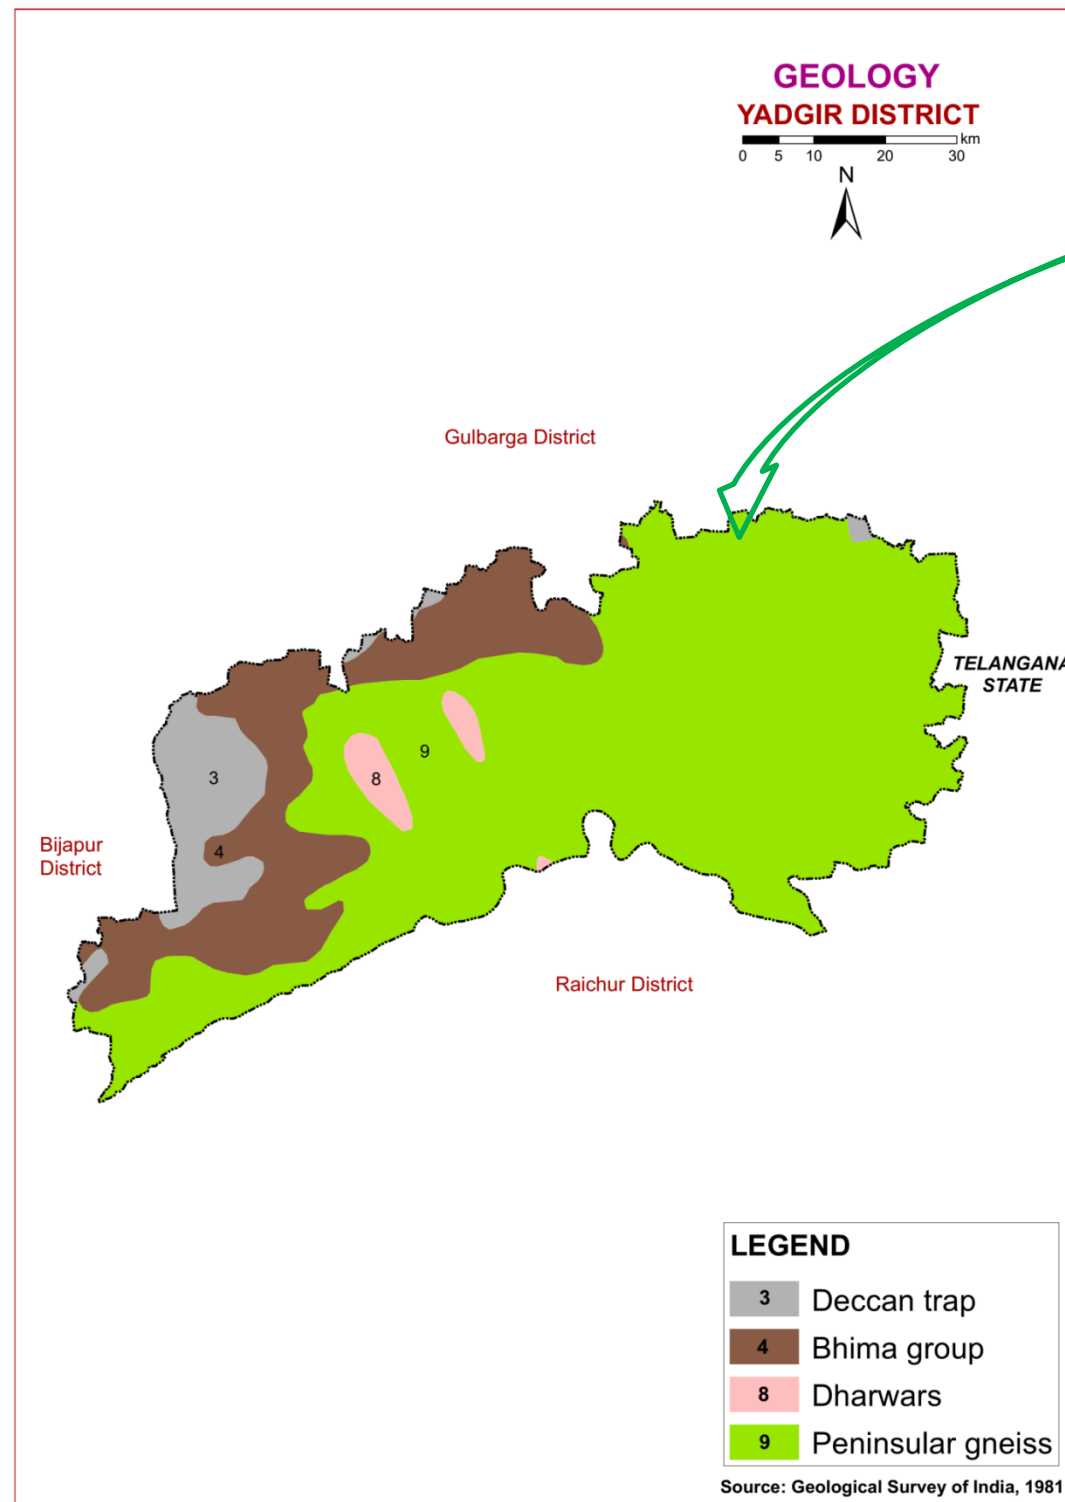 GEOLOGY
YADGIR DISTRICT
km
0 5 10 20 30
N
Gulbarga District
TELANGANA
STATE
3
9
8
4
Bijapur
District
Raichur District
LEGEND
3 Deccan trap
4 Bhima group
8 Dharwars
9 Peninsular gneiss
Source: Geological Survey of India, 1981